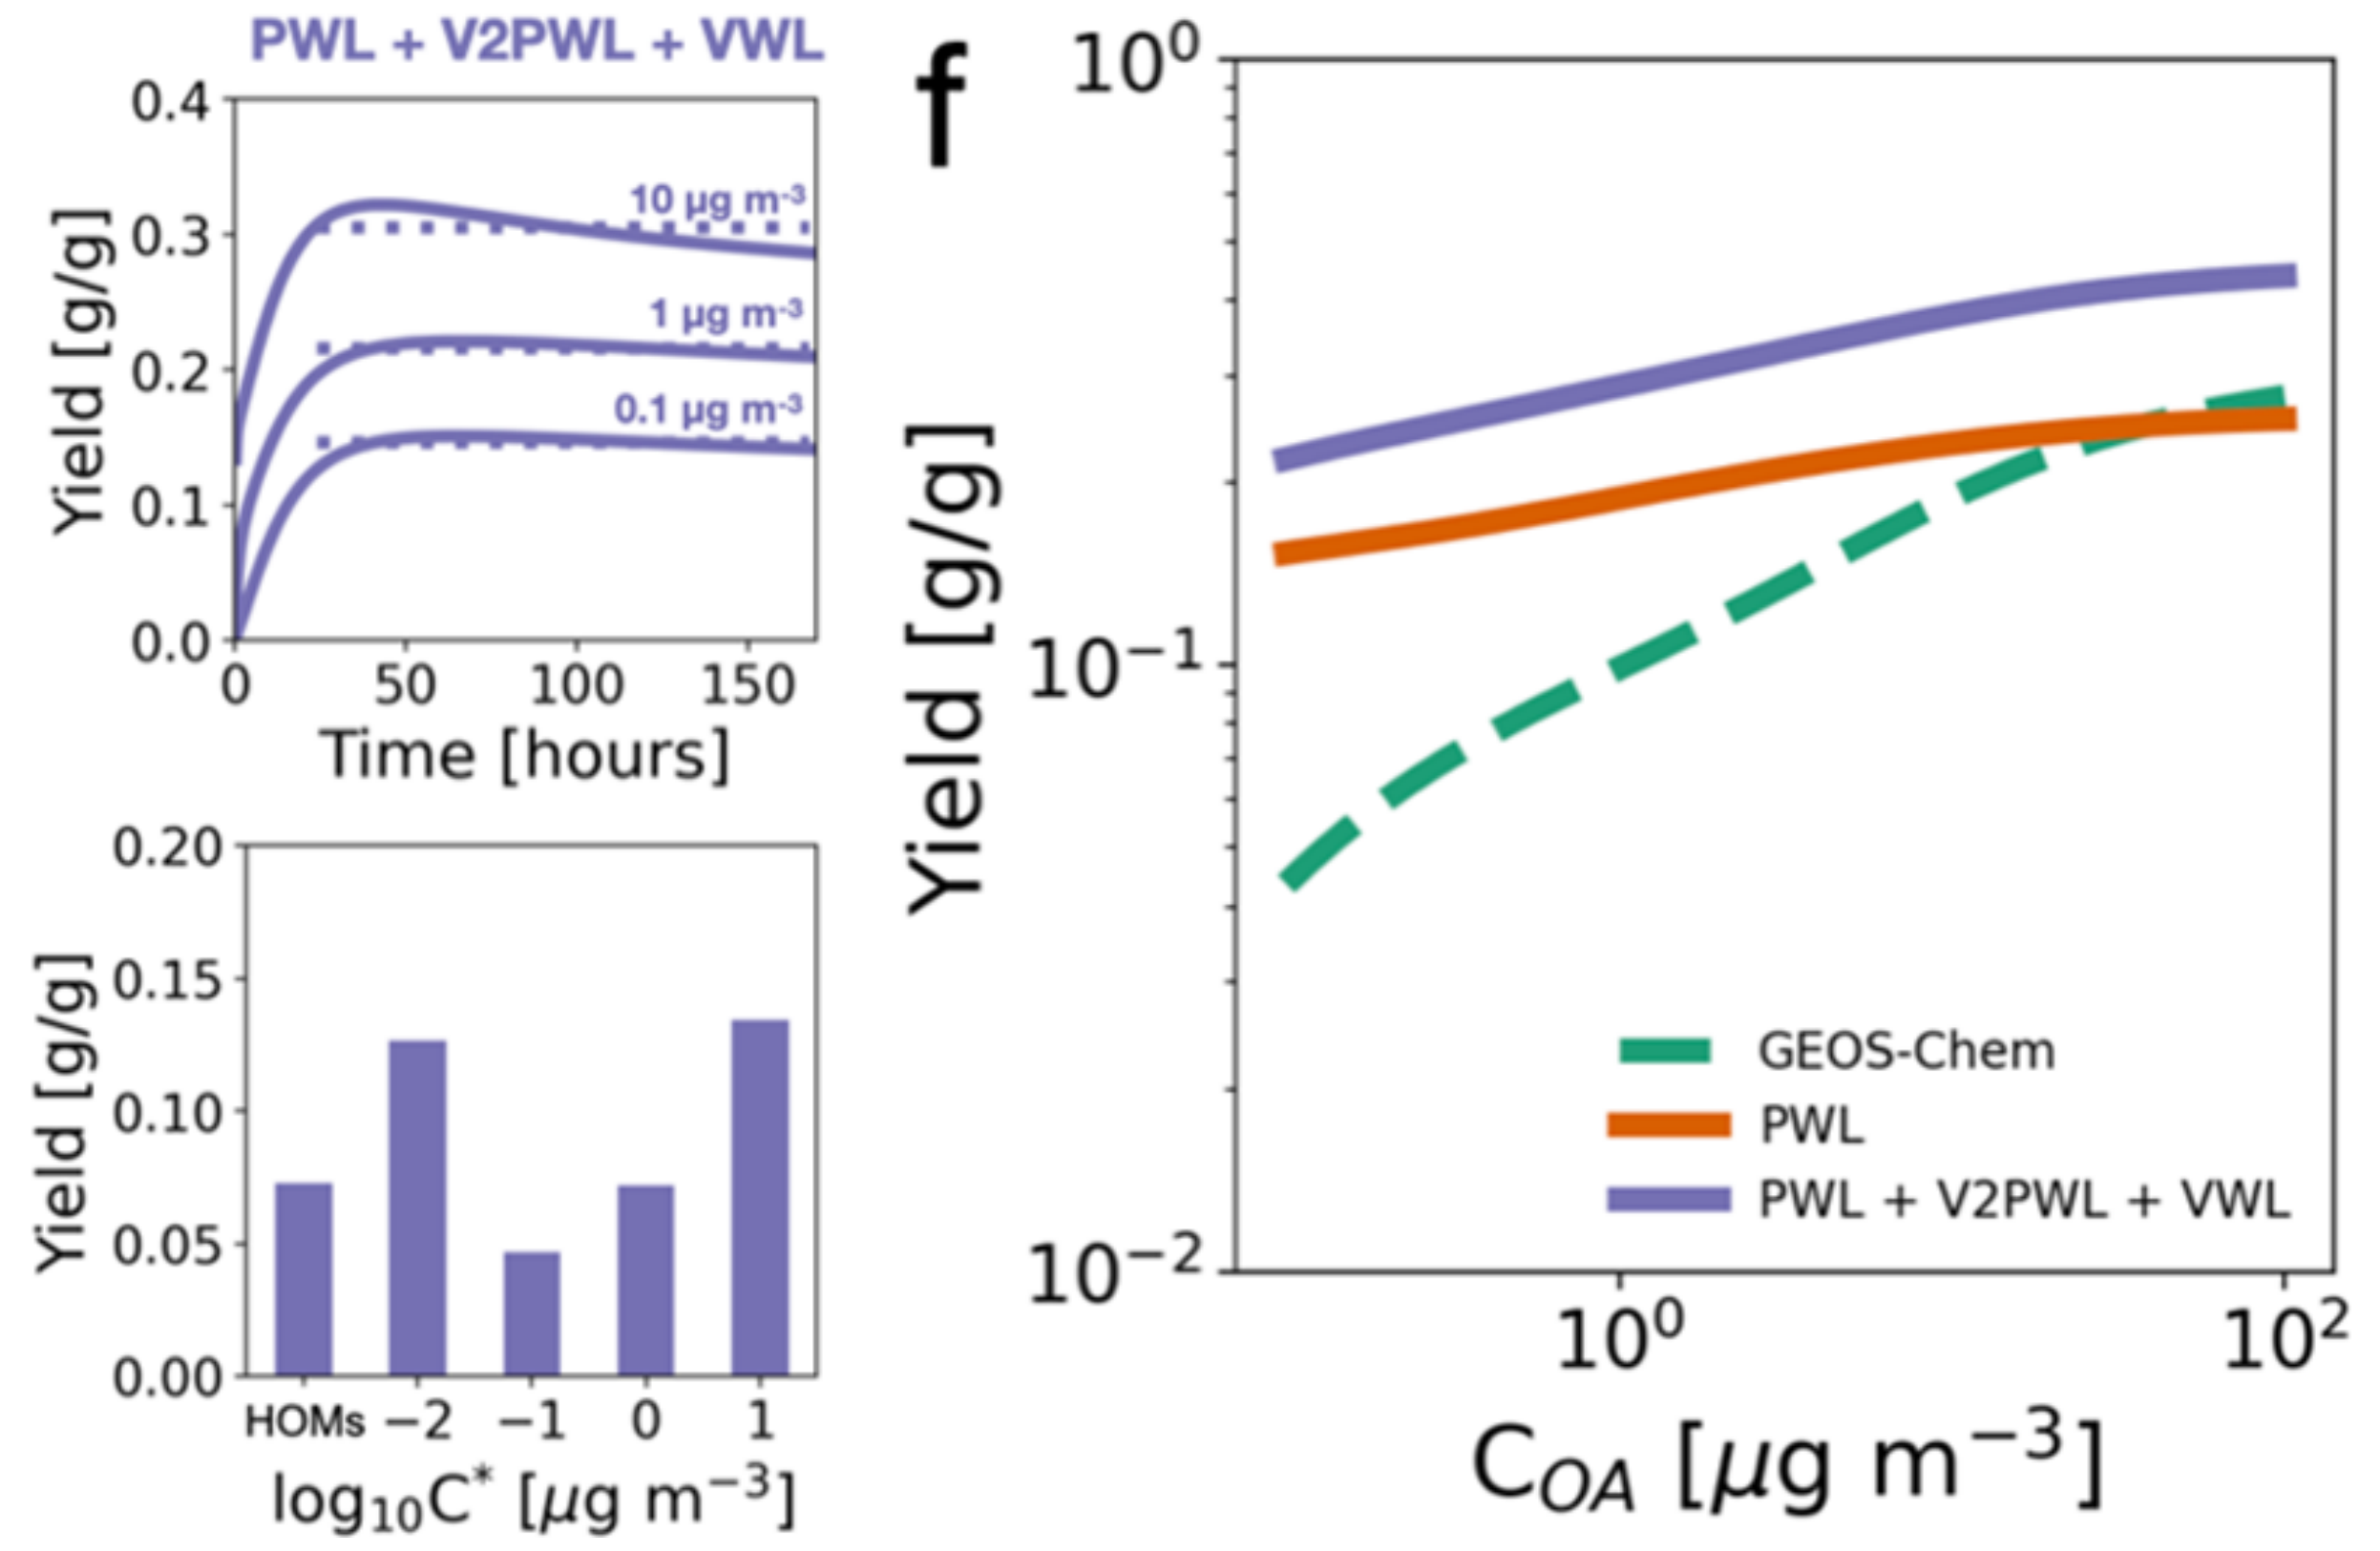 PWL + V2PWL + VWL
0.4
0.3
0.2
0.1
0.0
Yield [g/g]
10 µg m-3
1 µg m-3
0.1 µg m-3
0 50 100 150
Time [hours]
0.20
0.15
0.10
0.05
0.00
Yield [g/g]
HOMs −2 −1 0 1
log10C* [µg m−3]
f
10^0
10^−1
10^−2
Yield [g/g]
GEOS-Chem
PWL
PWL + V2PWL + VWL
10^0 10^2
COA [µg m−3]